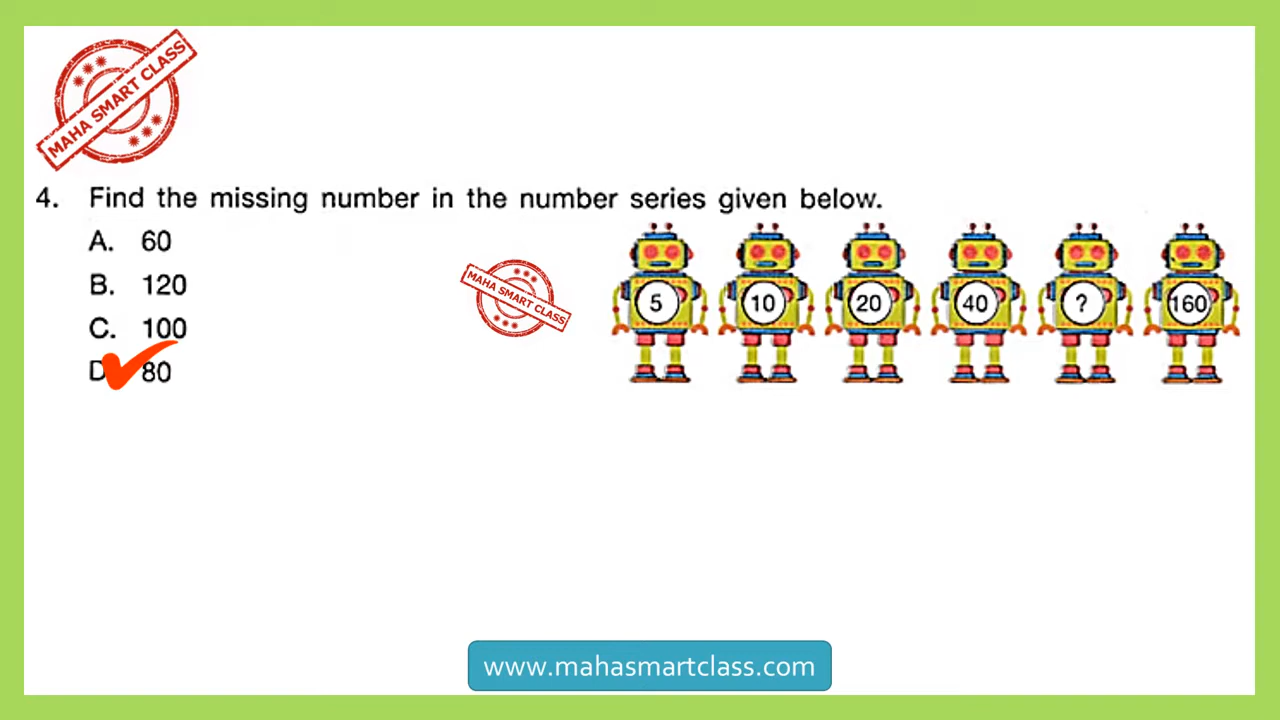 MAHA SMART CLASS
4. Find the missing number in the number series given below.
A. 60
B. 120
C. 100
D 80
MAHA SMART CLASS
5 10 20 40 ? 160
www.mahasmartclass.com